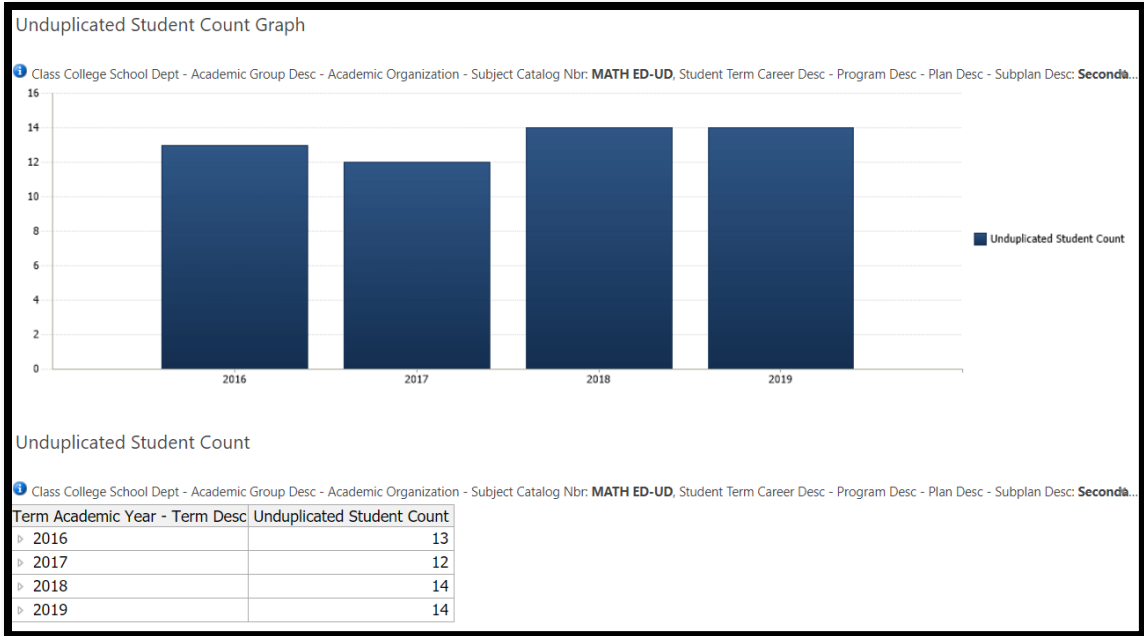 Unduplicated Student Count Graph
Class College School Dept - Academic Group Desc - Academic Organization - Subject Catalog Nbr: MATH ED-UD, Student Term Career Desc - Program Desc - Plan Desc - Subplan Desc: Seconda...
16
14
12
10
8
6
4
2
0
2016 2017 2018 2019
Unduplicated Student Count
Unduplicated Student Count
Class College School Dept - Academic Group Desc - Academic Organization - Subject Catalog Nbr: MATH ED-UD, Student Term Career Desc - Program Desc - Plan Desc - Subplan Desc: Seconda...
Term Academic Year - Term Desc Unduplicated Student Count
2016 13
2017 12
2018 14
2019 14